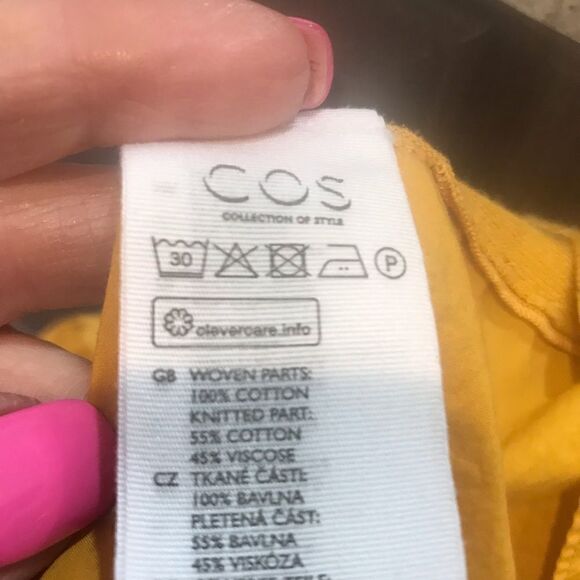 COS
COLLECTION OF STYLE
30 P
clevercare.info
GB WOVEN PARTS:
100% COTTON
KNITTED PART:
55% COTTON
45% VISCOSE
CZ TKANÉ ČÁSTI:
100% BAVLNA
PLETENÁ ČÁST:
55% BAVLNA
45% VISKÓZA